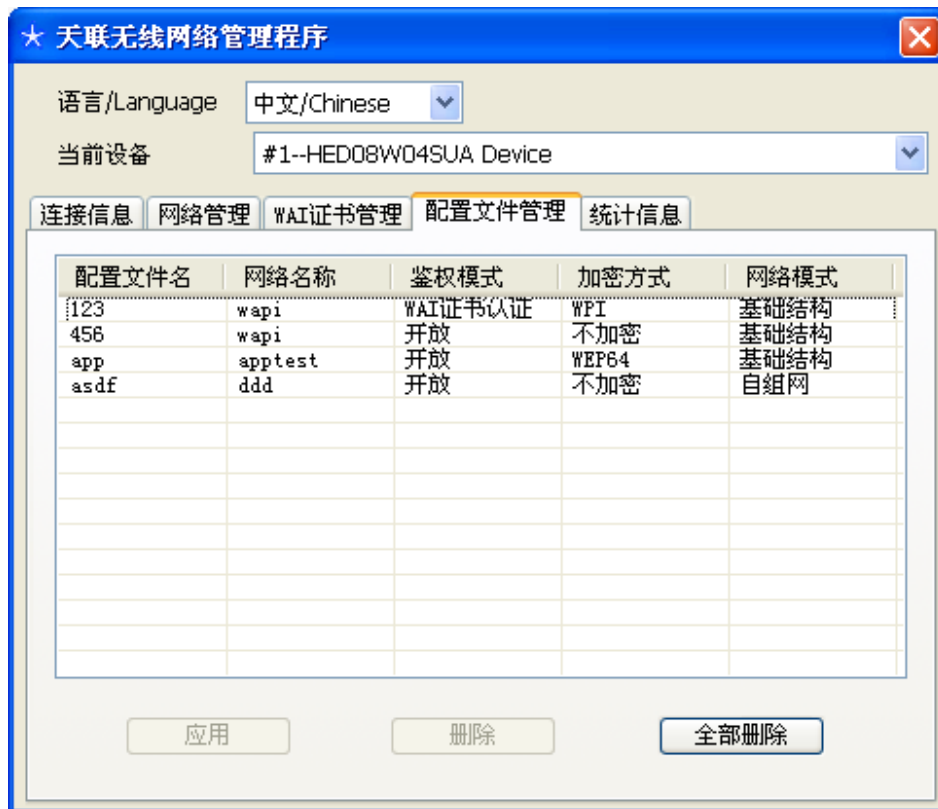 天联无线网络管理程序
语言/Language 中文/Chinese
当前设备 #1--HED08W04SUA Device
连接信息 网络管理 WAI证书管理 配置文件管理 统计信息
配置文件名 网络名称 鉴权模式 加密方式 网络模式
123 wapi WAI证书认证 WPI 基础结构
456 wapi 开放 不加密 基础结构
app apptest 开放 WEP64 基础结构
asdf ddd 开放 不加密 自组网
应用 删除 全部删除